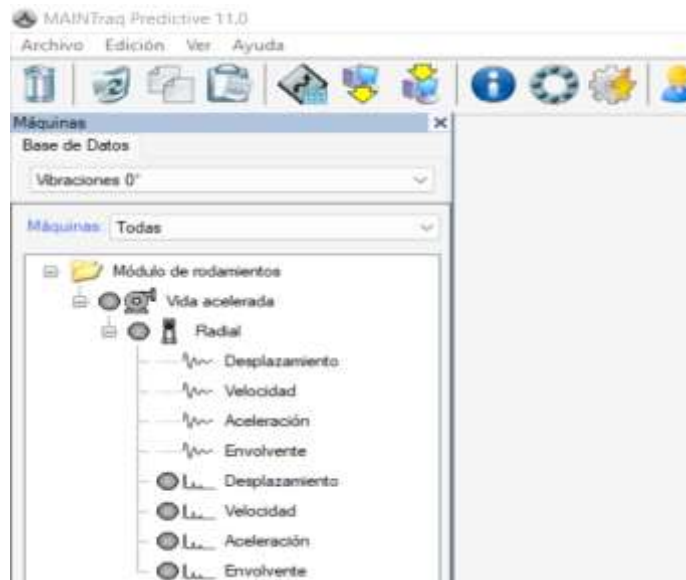 MAINTraq Predictive 11.0
Archivo Edición Ver Ayuda
Máquinas
Base de Datos
Vibraciones 0°
Máquinas: Todas
Módulo de rodamientos
Vida acelerada
Radial
Desplazamiento
Velocidad
Aceleración
Envolvente
Desplazamiento
Velocidad
Aceleración
Envolvente